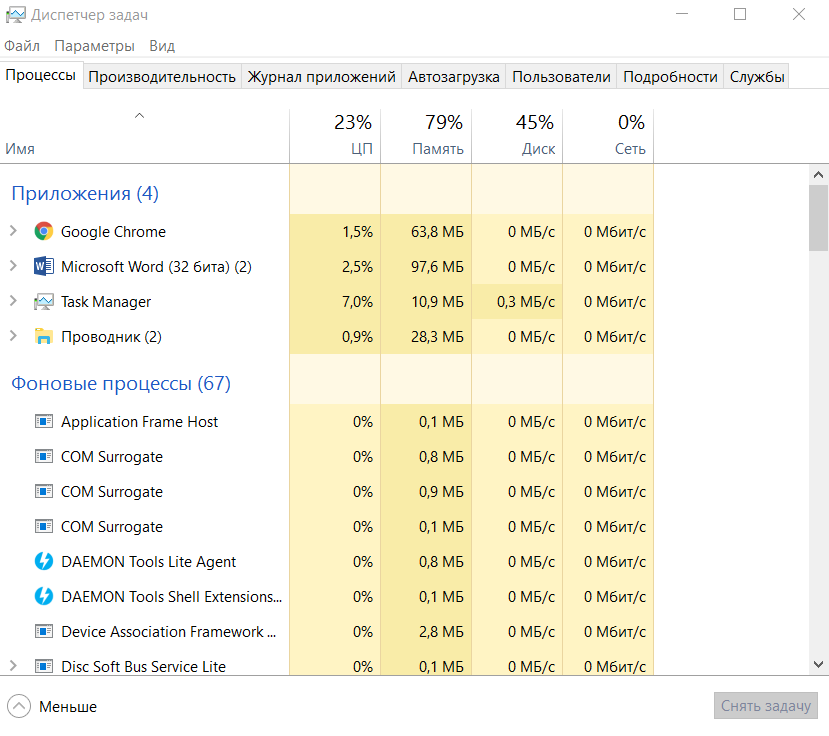 Диспетчер задач
Файл Параметры Вид
Процессы Производительность Журнал приложений Автозагрузка Пользователи Подробности Службы
23% 79% 45% 0%
Имя ЦП Память Диск Сеть
Приложения (4)
Google Chrome 1,5% 63,8 МБ 0 МБ/с 0 Мбит/с
Microsoft Word (32 бита) (2) 2,5% 97,6 МБ 0 МБ/с 0 Мбит/с
Task Manager 7,0% 10,9 МБ 0,3 МБ/с 0 Мбит/с
Проводник (2) 0,9% 28,3 МБ 0 МБ/с 0 Мбит/с
Фоновые процессы (67)
Application Frame Host 0% 0,1 МБ 0 МБ/с 0 Мбит/с
COM Surrogate 0% 0,8 МБ 0 МБ/с 0 Мбит/с
COM Surrogate 0% 0,9 МБ 0 МБ/с 0 Мбит/с
COM Surrogate 0% 0,1 МБ 0 МБ/с 0 Мбит/с
DAEMON Tools Lite Agent 0% 0,8 МБ 0 МБ/с 0 Мбит/с
DAEMON Tools Shell Extensions... 0% 0,1 МБ 0 МБ/с 0 Мбит/с
Device Association Framework ... 0% 2,8 МБ 0 МБ/с 0 Мбит/с
Disc Soft Bus Service Lite 0% 0,1 МБ 0 МБ/с 0 Мбит/с
Меньше Снять задачу